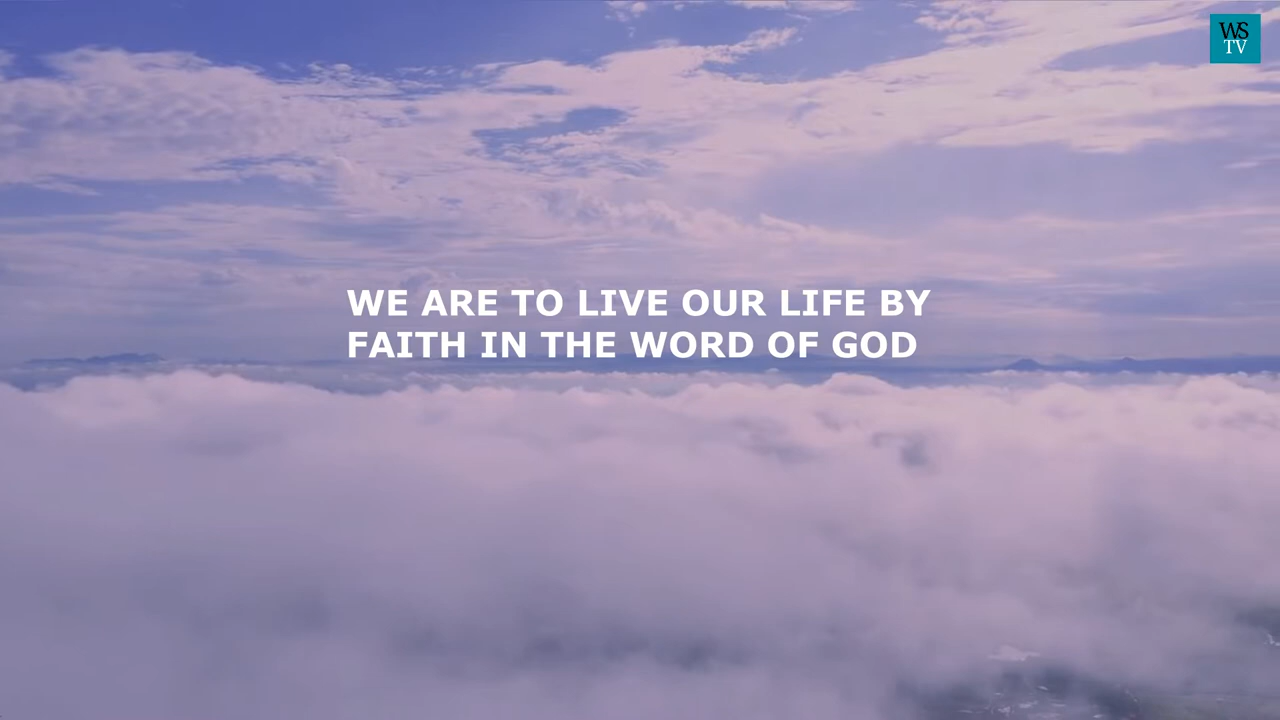 WS
TV
WE ARE TO LIVE OUR LIFE BY
FAITH IN THE WORD OF GOD